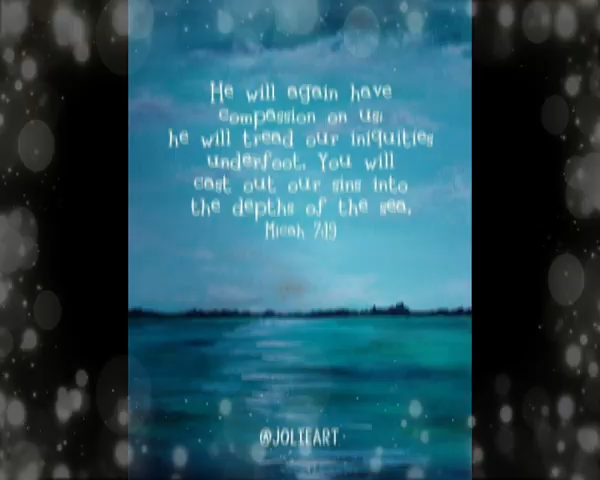 He will again have
compassion on us;
he will tread our iniquities
underfoot. You will
cast out our sins into
the depths of the sea.
Micah 7:19
@JOLIEART